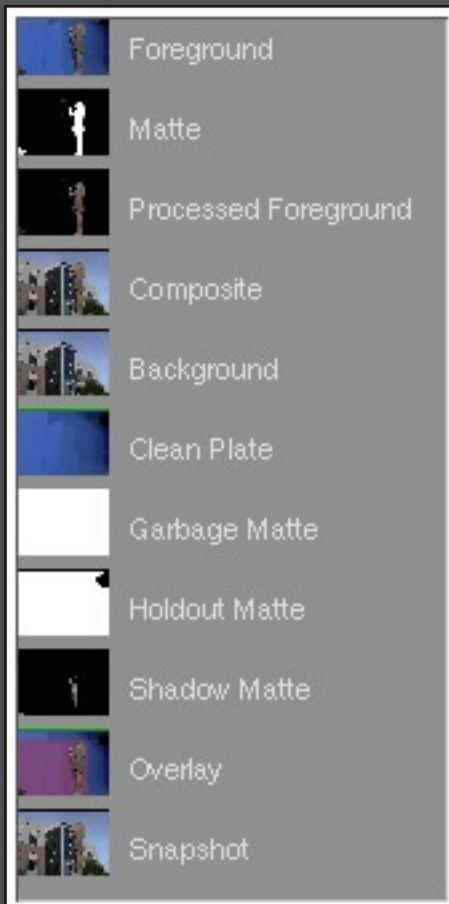 Foreground
Matte
Processed Foreground
Composite
Background
Clean Plate
Garbage Matte
Holdout Matte
Shadow Matte
Overlay
Snapshot